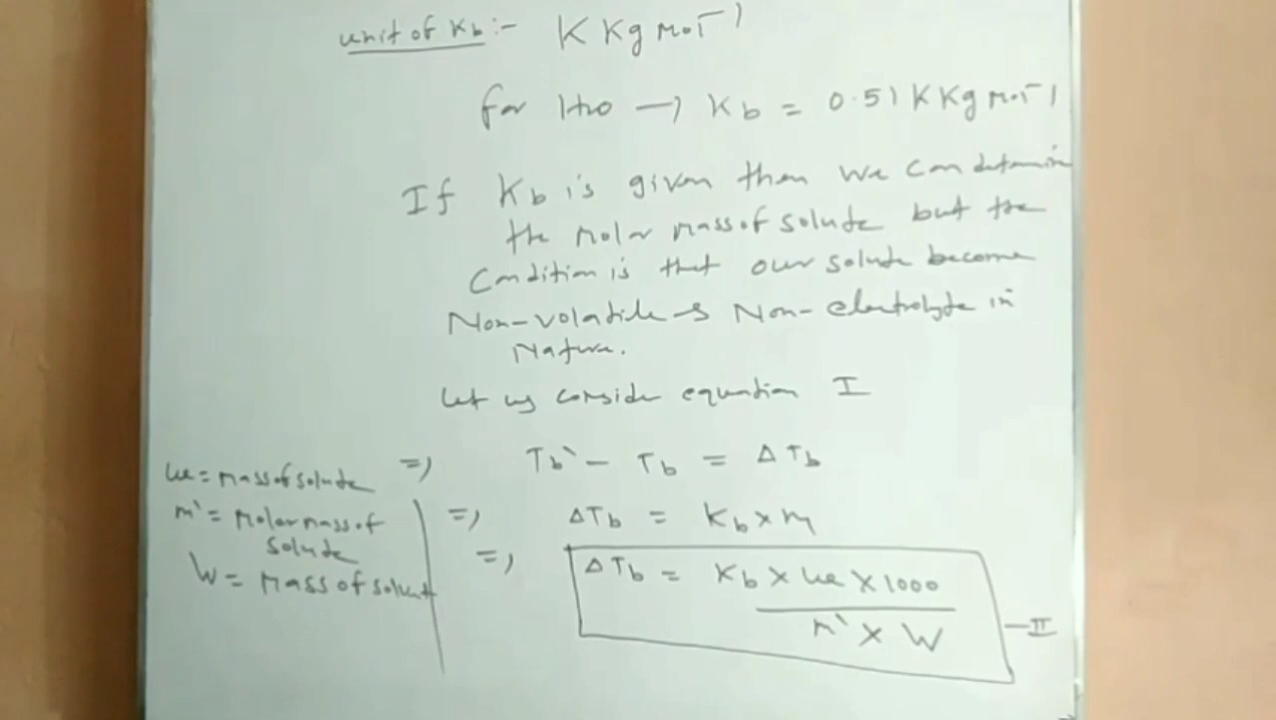 unit of Kb :- K Kg mol⁻¹
for H2O → Kb = 0.51 K Kg mol⁻¹
If Kb is given then we can determine
the molar mass of solute but the
condition is that our solute become
Non-volatile & Non-electrolyte in
Nature.
let us consider equation I
=> Tb` - Tb = ΔTb
w = mass of solute
m` = molar mass of
solute
W = mass of solvent
=> ΔTb = Kb × m
=> ΔTb = Kb × w × 1000
m` × W
—II